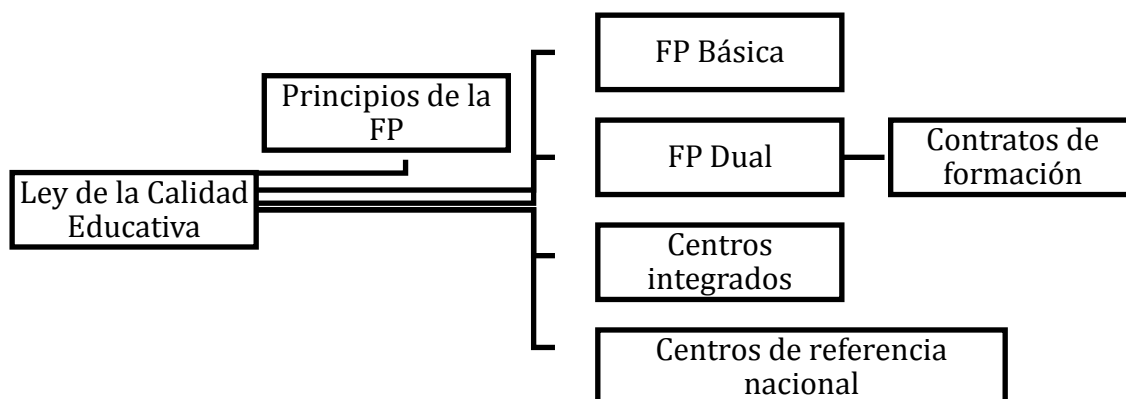 FP Básica
Principios de la
FP
FP Dual
Contratos de
formación
Ley de la Calidad
Educativa
Centros
integrados
Centros de referencia
nacional